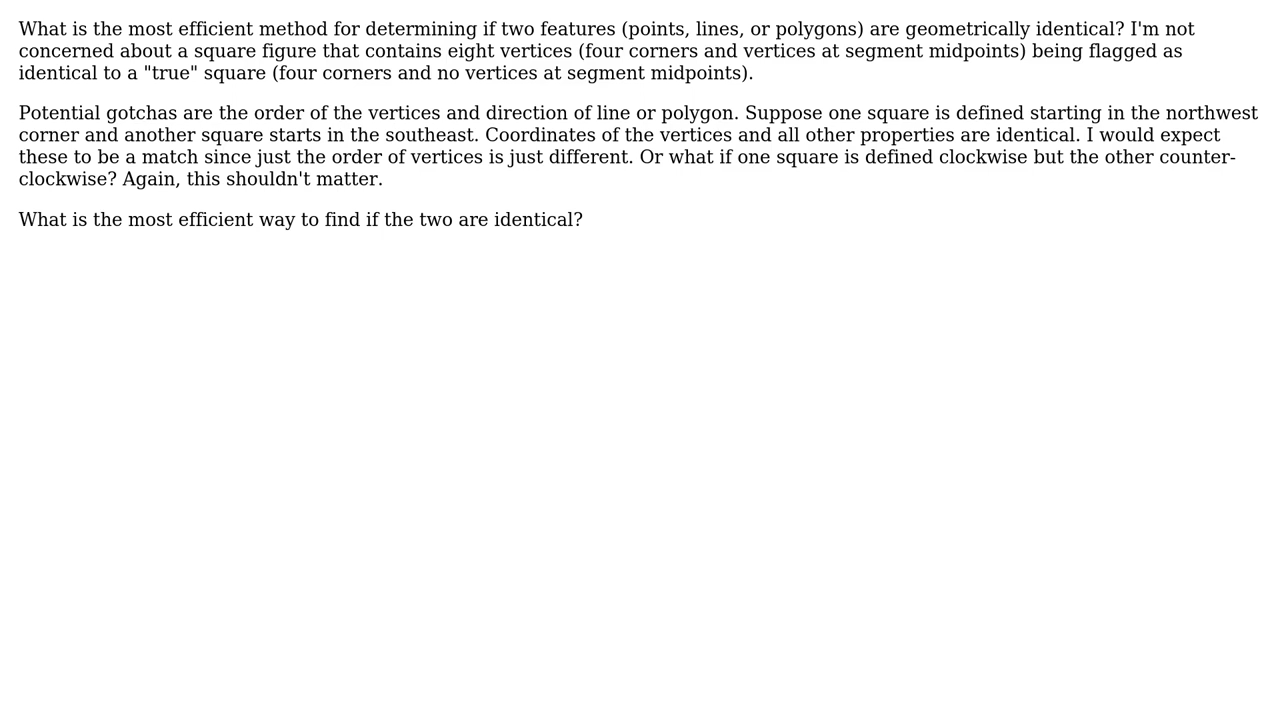 What is the most efficient method for determining if two features (points, lines, or polygons) are geometrically identical? I'm not
concerned about a square figure that contains eight vertices (four corners and vertices at segment midpoints) being flagged as
identical to a "true" square (four corners and no vertices at segment midpoints).
Potential gotchas are the order of the vertices and direction of line or polygon. Suppose one square is defined starting in the northwest
corner and another square starts in the southeast. Coordinates of the vertices and all other properties are identical. I would expect
these to be a match since just the order of vertices is just different. Or what if one square is defined clockwise but the other counter-
clockwise? Again, this shouldn't matter.
What is the most efficient way to find if the two are identical?